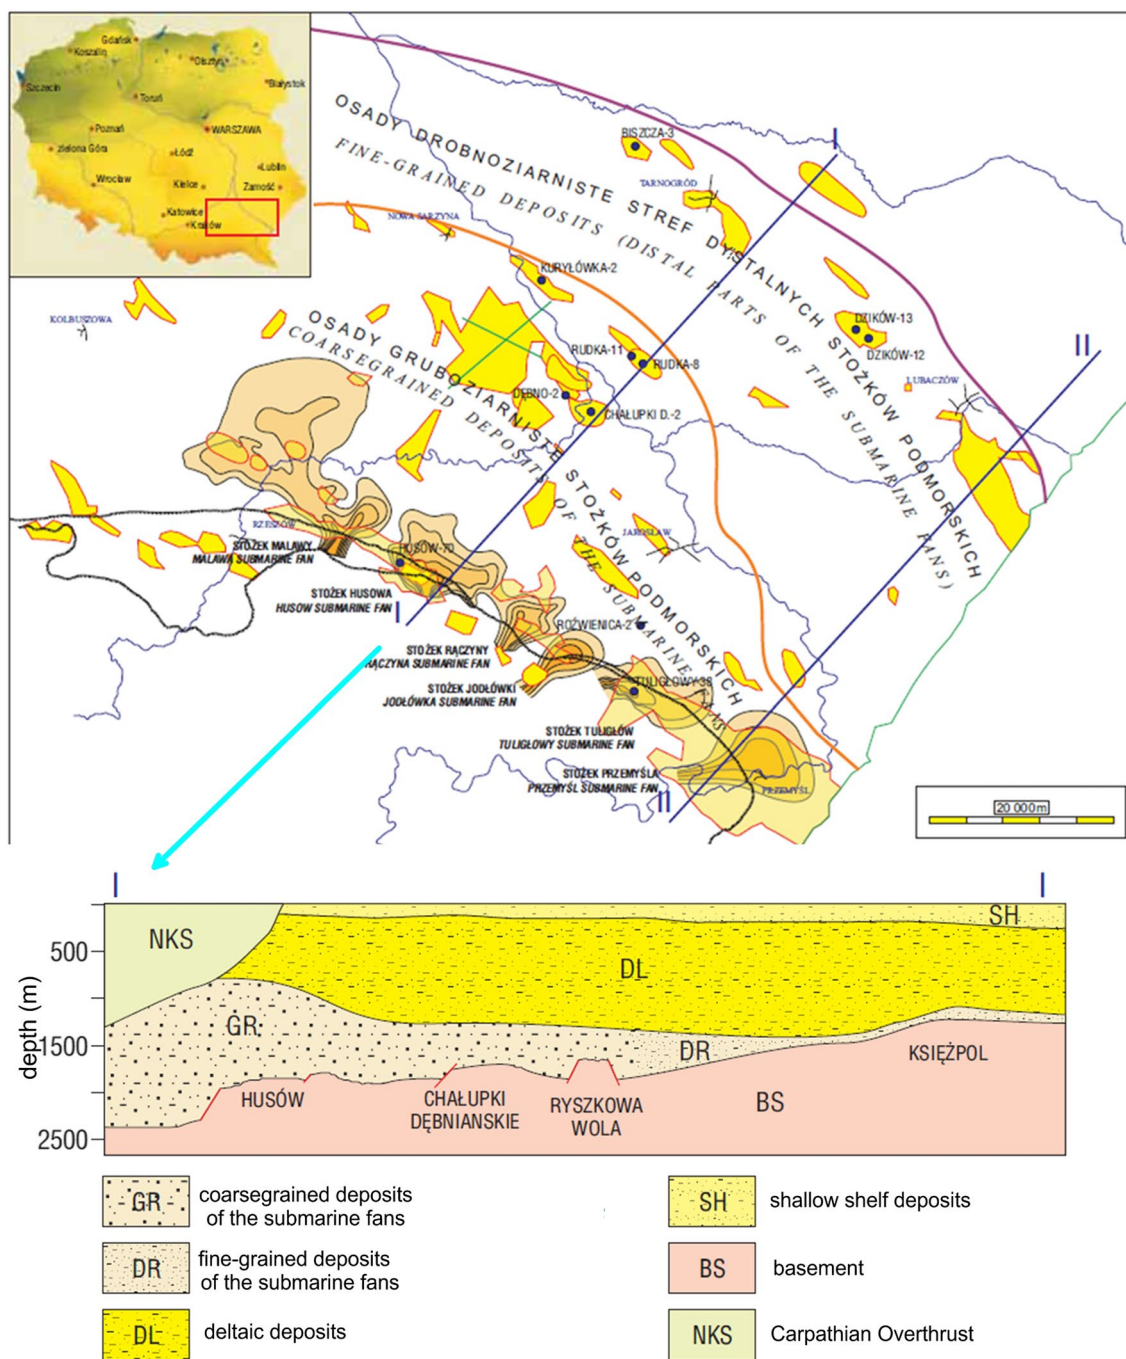 Gdańsk
Koszalin
Olsztyn
Szczecin
Białystok
Toruń
Poznań
WARSZAWA
zielona Góra
Łódź
Lublin
Wrocław
Kielce
Zamość
Katowice
Kraków
OSADY DROBNOZIARNISTE STREF DYSTALNYCH STOŻKÓW PODMORSKICH
FINE-GRAINED DEPOSITS (DISTAL PARTS OF THE SUBMARINE FANS)
BISZCZA-3
I
TARNOGRÓD
NOWA SARZYNA
KURYŁÓWKA-2
KOLBUSZOWA
OSADY GRUBOZIARNISTE STOŻKÓW PODMORSKICH
COARSEGRAINED DEPOSITS OF THE SUBMARINE FANS
DZIKÓW-13
DZIKÓW-12
II
RUDKA-11
RUDKA-8
LUBACZÓW
DĘBNO-2
CHAŁUPKI D.-2
RZESZÓW
JAROSŁAW
STOŻEK MALAWY
MALAWA SUBMARINE FAN
HUSÓW-70
STOŻEK HUSOWA
HUSÓW SUBMARINE FAN
I
ROŹWIENICA-2
STOŻEK RĄCZYNY
RĄCZYNA SUBMARINE FAN
STOŻEK JODŁÓWKI
JODŁÓWKA SUBMARINE FAN
TULIGŁOWY-38
STOŻEK TULIGŁÓW
TULIGŁOWY SUBMARINE FAN
STOŻEK PRZEMYŚLA
PRZEMYŚL SUBMARINE FAN
PRZEMYŚL
II
20 000m
I
I
depth (m)
500
1500
2500
NKS
SH
DL
GR
DR
KSIĘŻPOL
HUSÓW
CHAŁUPKI
DĘBNIANSKIE
RYSZKOWA
WOLA
BS
GR
coarsegrained deposits
of the submarine fans
DR
fine-grained deposits
of the submarine fans
DL
deltaic deposits
SH
shallow shelf deposits
BS
basement
NKS
Carpathian Overthrust